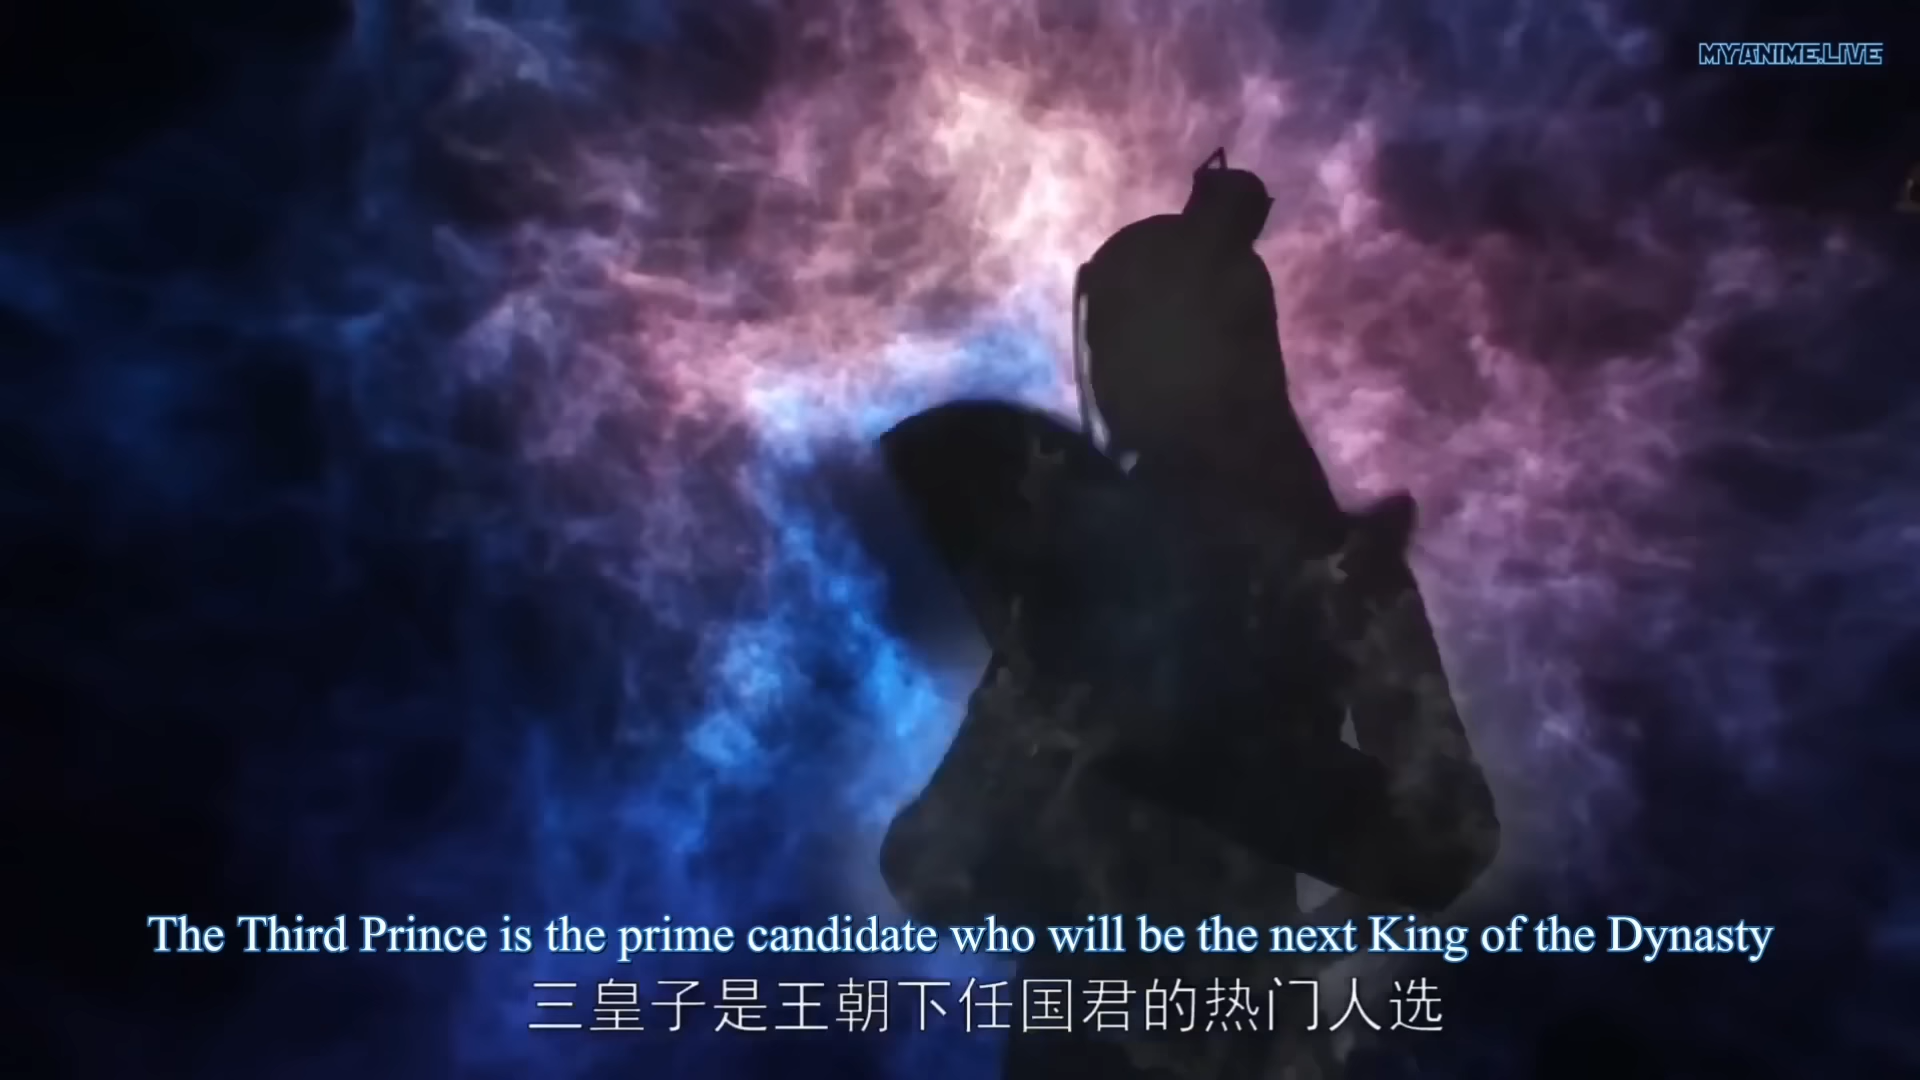 MYANIME.LIVE
The Third Prince is the prime candidate who will be the next King of the Dynasty
三皇子是王朝下任国君的热门人选